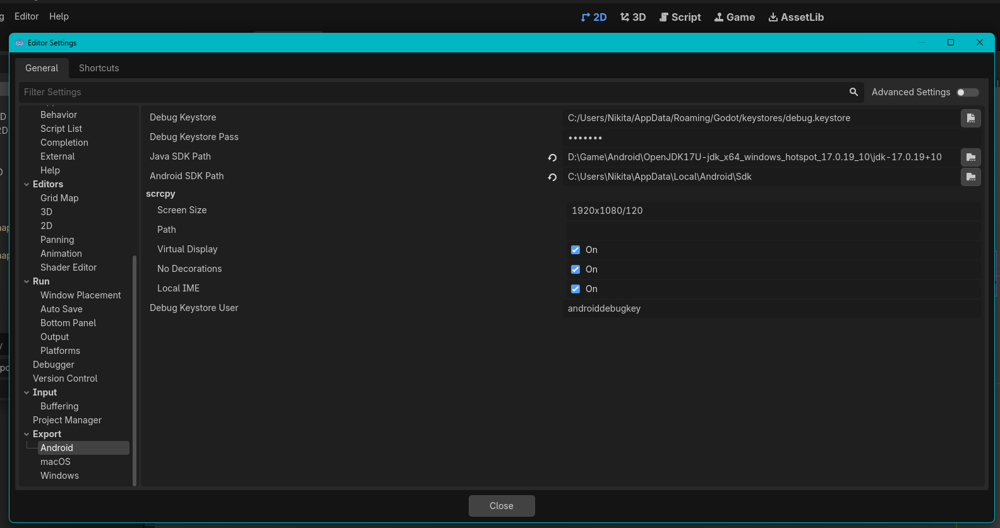 Editor Help
2D 3D Script Game AssetLib
Editor Settings
General Shortcuts
Filter Settings
Advanced Settings
Behavior
Script List
Completion
External
Help
Editors
Grid Map
3D
2D
Panning
Animation
Shader Editor
Run
Window Placement
Auto Save
Bottom Panel
Output
Platforms
Debugger
Version Control
Input
Buffering
Project Manager
Export
Android
macOS
Windows
Debug Keystore C:/Users/Nikita/AppData/Roaming/Godot/keystores/debug.keystore
Debug Keystore Pass •••••••
Java SDK Path D:\Game\Android\OpenJDK17U-jdk_x64_windows_hotspot_17.0.19_10\jdk-17.0.19+10
Android SDK Path C:\Users\Nikita\AppData\Local\Android\Sdk
scrcpy
Screen Size 1920x1080/120
Path
Virtual Display On
No Decorations On
Local IME On
Debug Keystore User androiddebugkey
Close